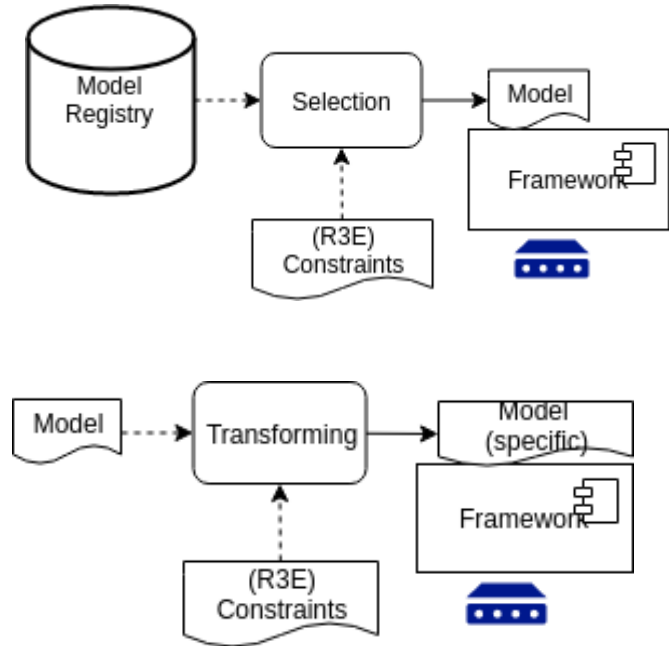 Model
Registry
Selection
Model
Framework
(R3E)
Constraints
Model
Transforming
Model
(specific)
Framework
(R3E)
Constraints